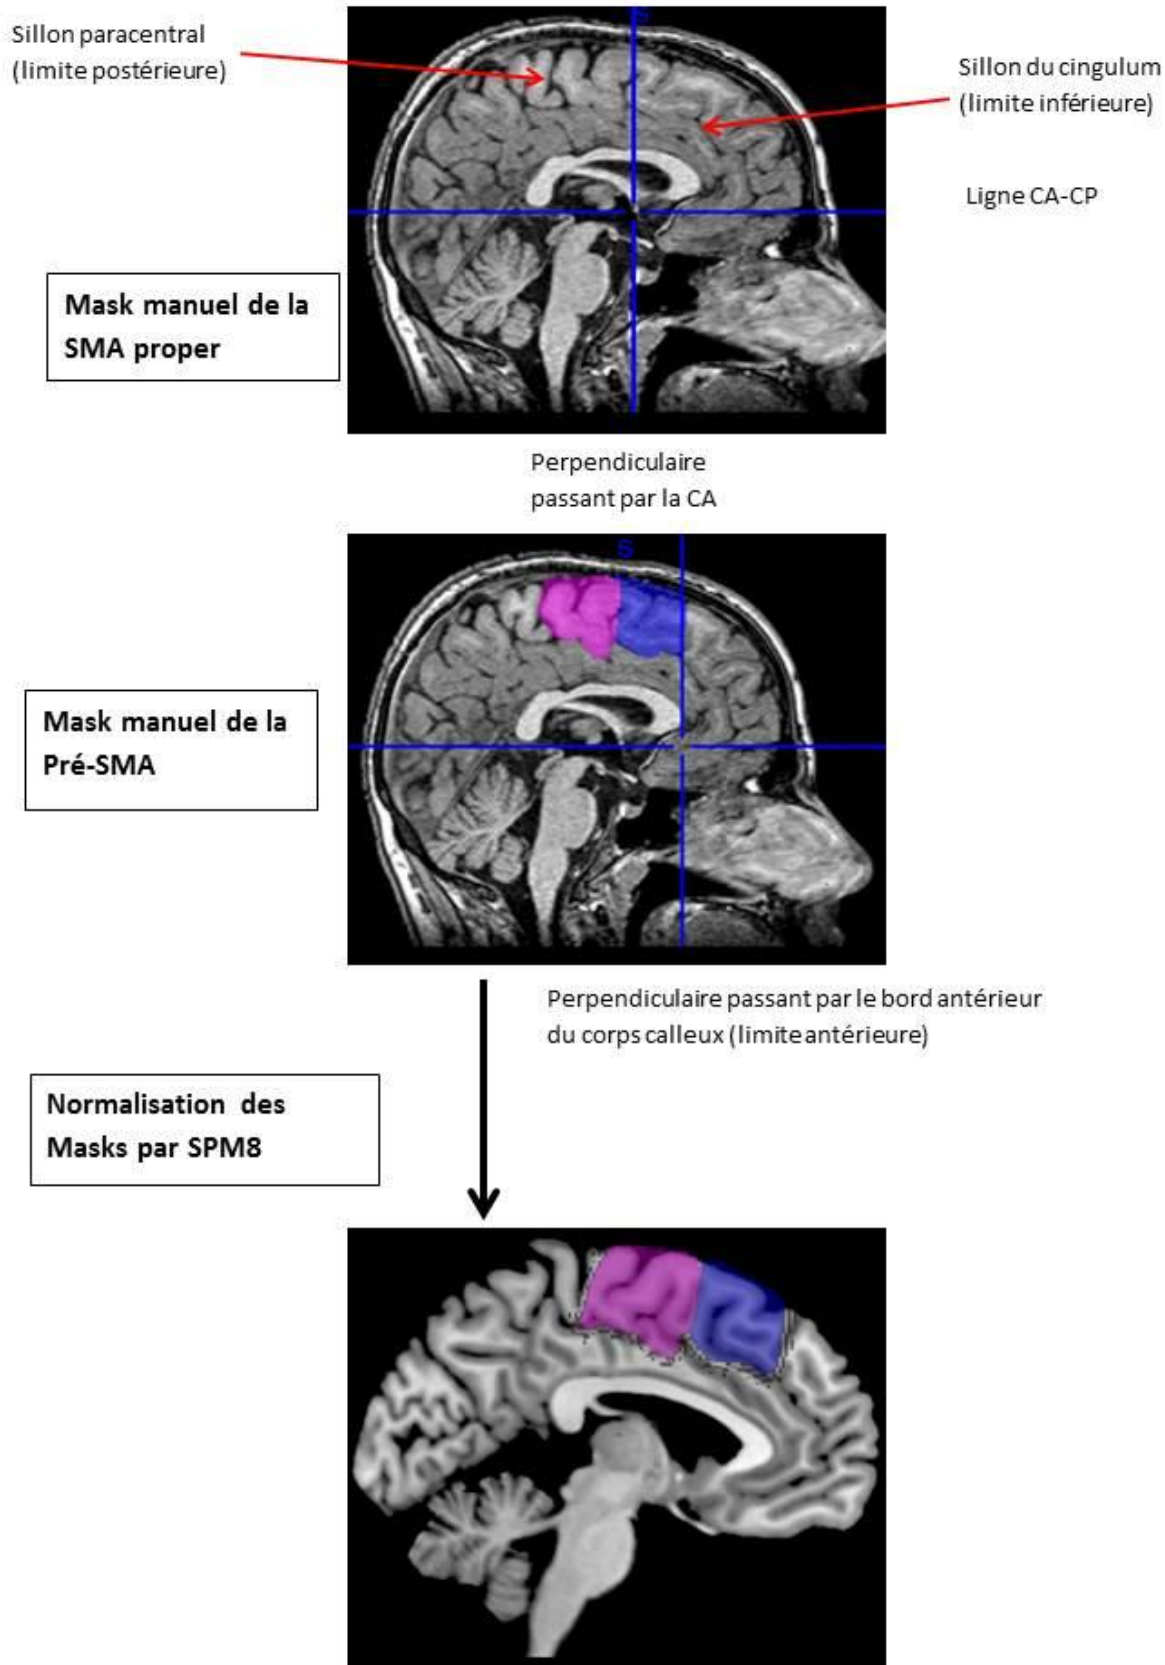 Sillon paracentral
(limite postérieure)
S
Sillon du cingulum
(limite inférieure)
Ligne CA-CP
Mask manuel de la
SMA proper
Perpendiculaire
passant par la CA
S
Mask manuel de la
Pré-SMA
Perpendiculaire passant par le bord antérieur
du corps calleux (limite antérieure)
Normalisation des
Masks par SPM8